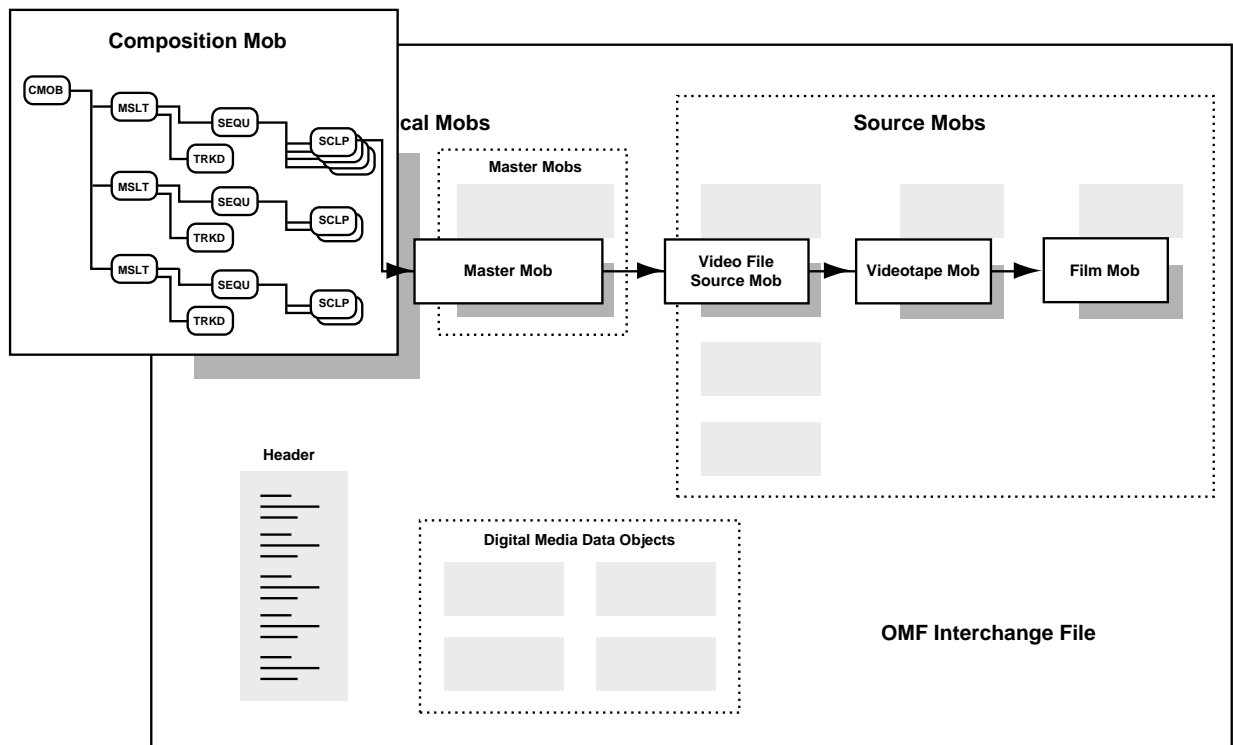 Composition Mob
CMOB
MSLT
SEQU
SCLP
TRKD
MSLT
SEQU
SCLP
TRKD
MSLT
SEQU
SCLP
TRKD
cal Mobs
Master Mobs
Master Mob
Source Mobs
Video File
Source Mob
Videotape Mob
Film Mob
Header
Digital Media Data Objects
OMF Interchange File